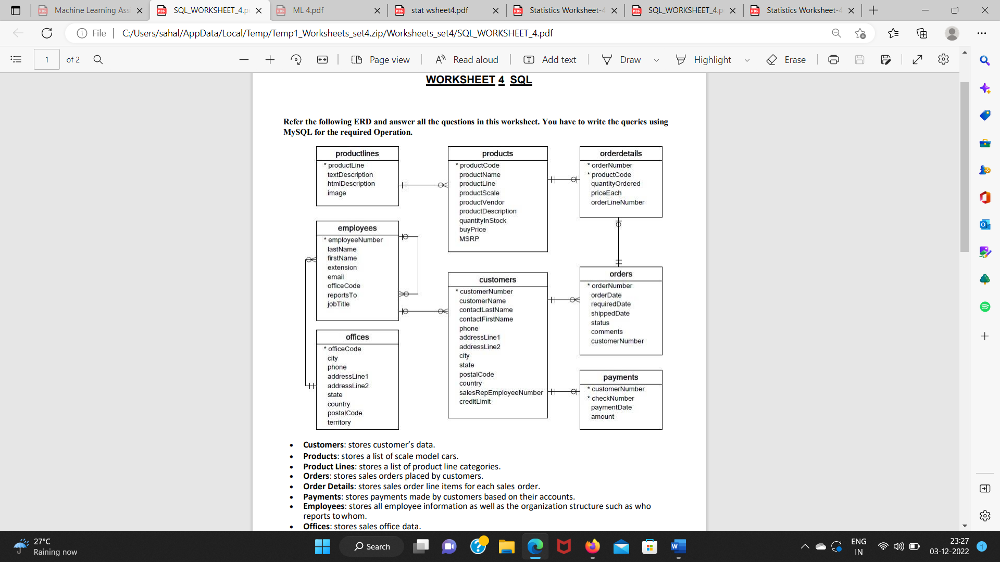 Machine Learning Ass
SQL_WORKSHEET_4.p
ML 4.pdf
stat wsheet4.pdf
Statistics Worksheet-4
SQL_WORKSHEET_4.p
Statistics Worksheet-4
File
C:/Users/sahal/AppData/Local/Temp/Temp1_Worksheets_set4.zip/Worksheets_set4/SQL_WORKSHEET_4.pdf
1 of 2
Page view
Read aloud
Add text
Draw
Highlight
Erase
WORKSHEET 4 SQL
Refer the following ERD and answer all the questions in this worksheet. You have to write the queries using
MySQL for the required Operation.
productlines
* productLine
textDescription
htmlDescription
image
products
* productCode
productName
productLine
productScale
productVendor
productDescription
quantityInStock
buyPrice
MSRP
orderdetails
* orderNumber
* productCode
quantityOrdered
priceEach
orderLineNumber
employees
* employeeNumber
lastName
firstName
extension
email
officeCode
reportsTo
jobTitle
customers
* customerNumber
customerName
contactLastName
contactFirstName
phone
addressLine1
addressLine2
city
state
postalCode
country
salesRepEmployeeNumber
creditLimit
orders
* orderNumber
orderDate
requiredDate
shippedDate
status
comments
customerNumber
offices
* officeCode
city
phone
addressLine1
addressLine2
state
country
postalCode
territory
payments
* customerNumber
* checkNumber
paymentDate
amount
• Customers: stores customer’s data.
• Products: stores a list of scale model cars.
• Product Lines: stores a list of product line categories.
• Orders: stores sales orders placed by customers.
• Order Details: stores sales order line items for each sales order.
• Payments: stores payments made by customers based on their accounts.
• Employees: stores all employee information as well as the organization structure such as who
reports to whom.
• Offices: stores sales office data.
27°C
Raining now
Search
ENG
IN
23:27
03-12-2022
1